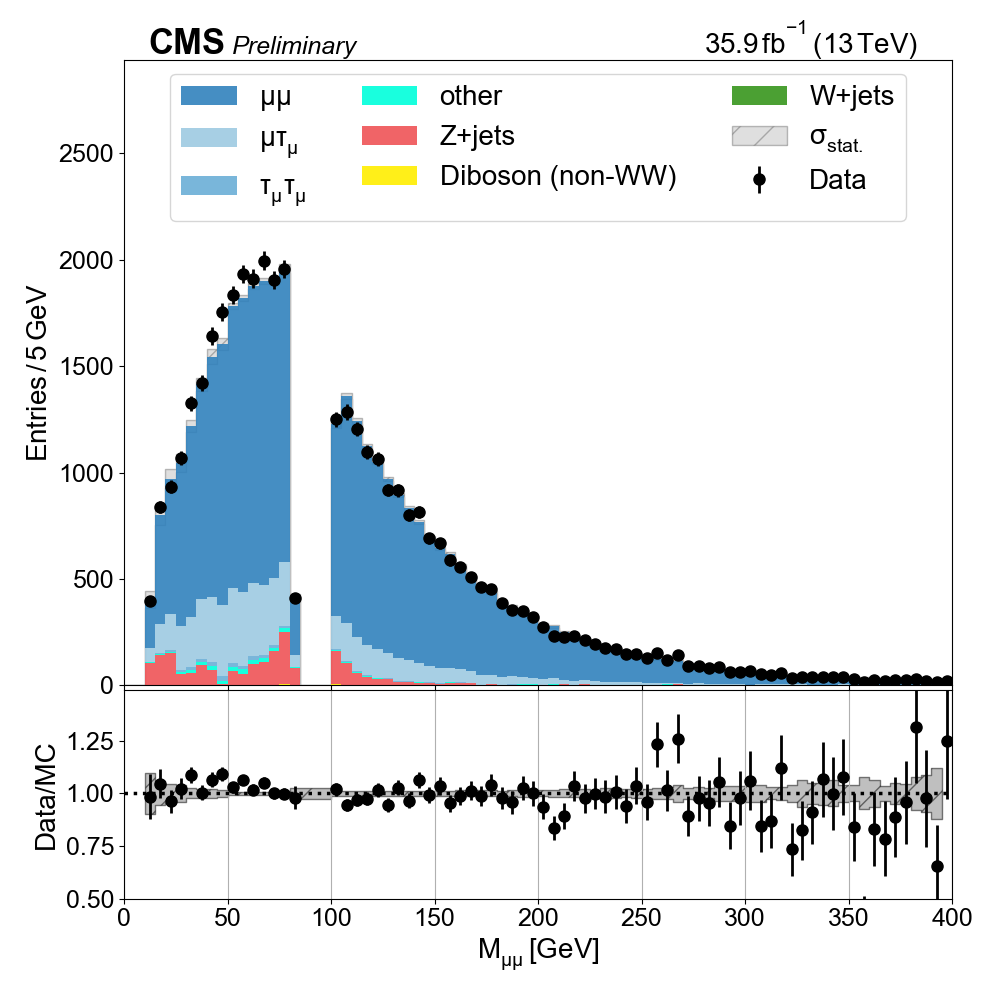 CMS Preliminary 35.9 fb⁻¹ (13 TeV)
μμ other W+jets
μτ_μ Z+jets σ_stat.
τ_μτ_μ Diboson (non-WW) Data
2500
2000
1500
1000
500
0
Entries / 5 GeV
1.25
1.00
0.75
0.50
Data/MC
0 50 100 150 200 250 300 350 400
M_μμ [GeV]